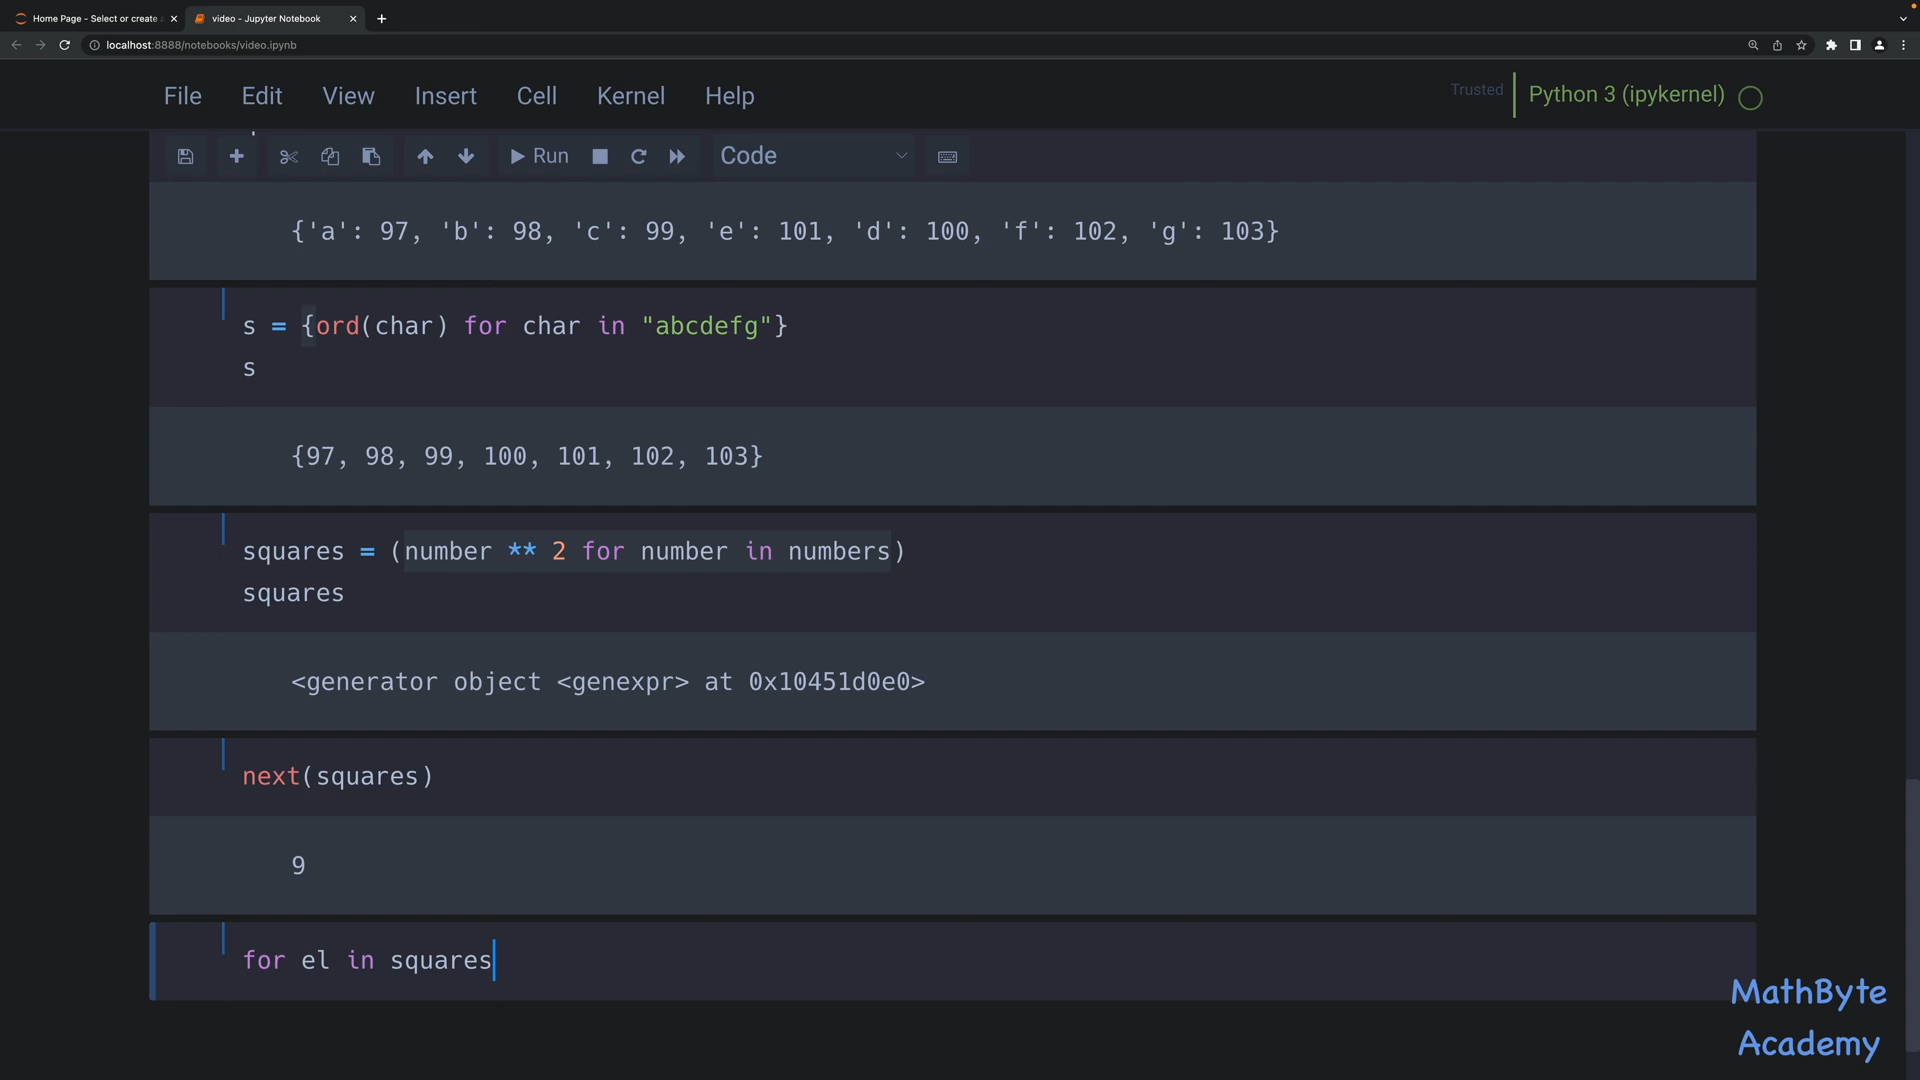 Home Page - Select or create a
video - Jupyter Notebook
localhost:8888/notebooks/video.ipynb
File Edit View Insert Cell Kernel Help
Trusted
Python 3 (ipykernel)
Run
Code
{'a': 97, 'b': 98, 'c': 99, 'e': 101, 'd': 100, 'f': 102, 'g': 103}
s = {ord(char) for char in "abcdefg"}
s
{97, 98, 99, 100, 101, 102, 103}
squares = (number ** 2 for number in numbers)
squares
<generator object <genexpr> at 0x10451d0e0>
next(squares)
9
for el in squares
MathByte
Academy